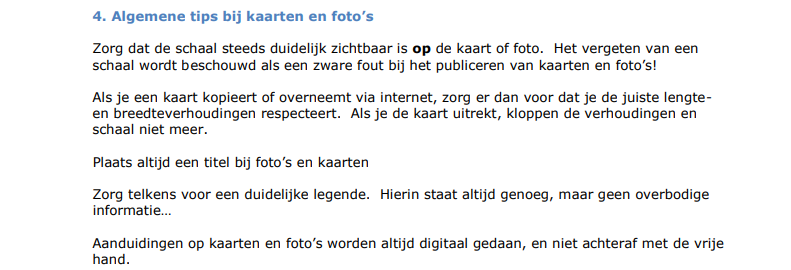 4. Algemene tips bij kaarten en foto’s
Zorg dat de schaal steeds duidelijk zichtbaar is op de kaart of foto.  Het vergeten van een
schaal wordt beschouwd als een zware fout bij het publiceren van kaarten en foto’s!
Als je een kaart kopieert of overneemt via internet, zorg er dan voor dat je de juiste lengte-
en breedteverhoudingen respecteert.  Als je de kaart uitrekt, kloppen de verhoudingen en
schaal niet meer.
Plaats altijd een titel bij foto’s en kaarten
Zorg telkens voor een duidelijke legende.  Hierin staat altijd genoeg, maar geen overbodige
informatie…
Aanduidingen op kaarten en foto’s worden altijd digitaal gedaan, en niet achteraf met de vrije
hand.